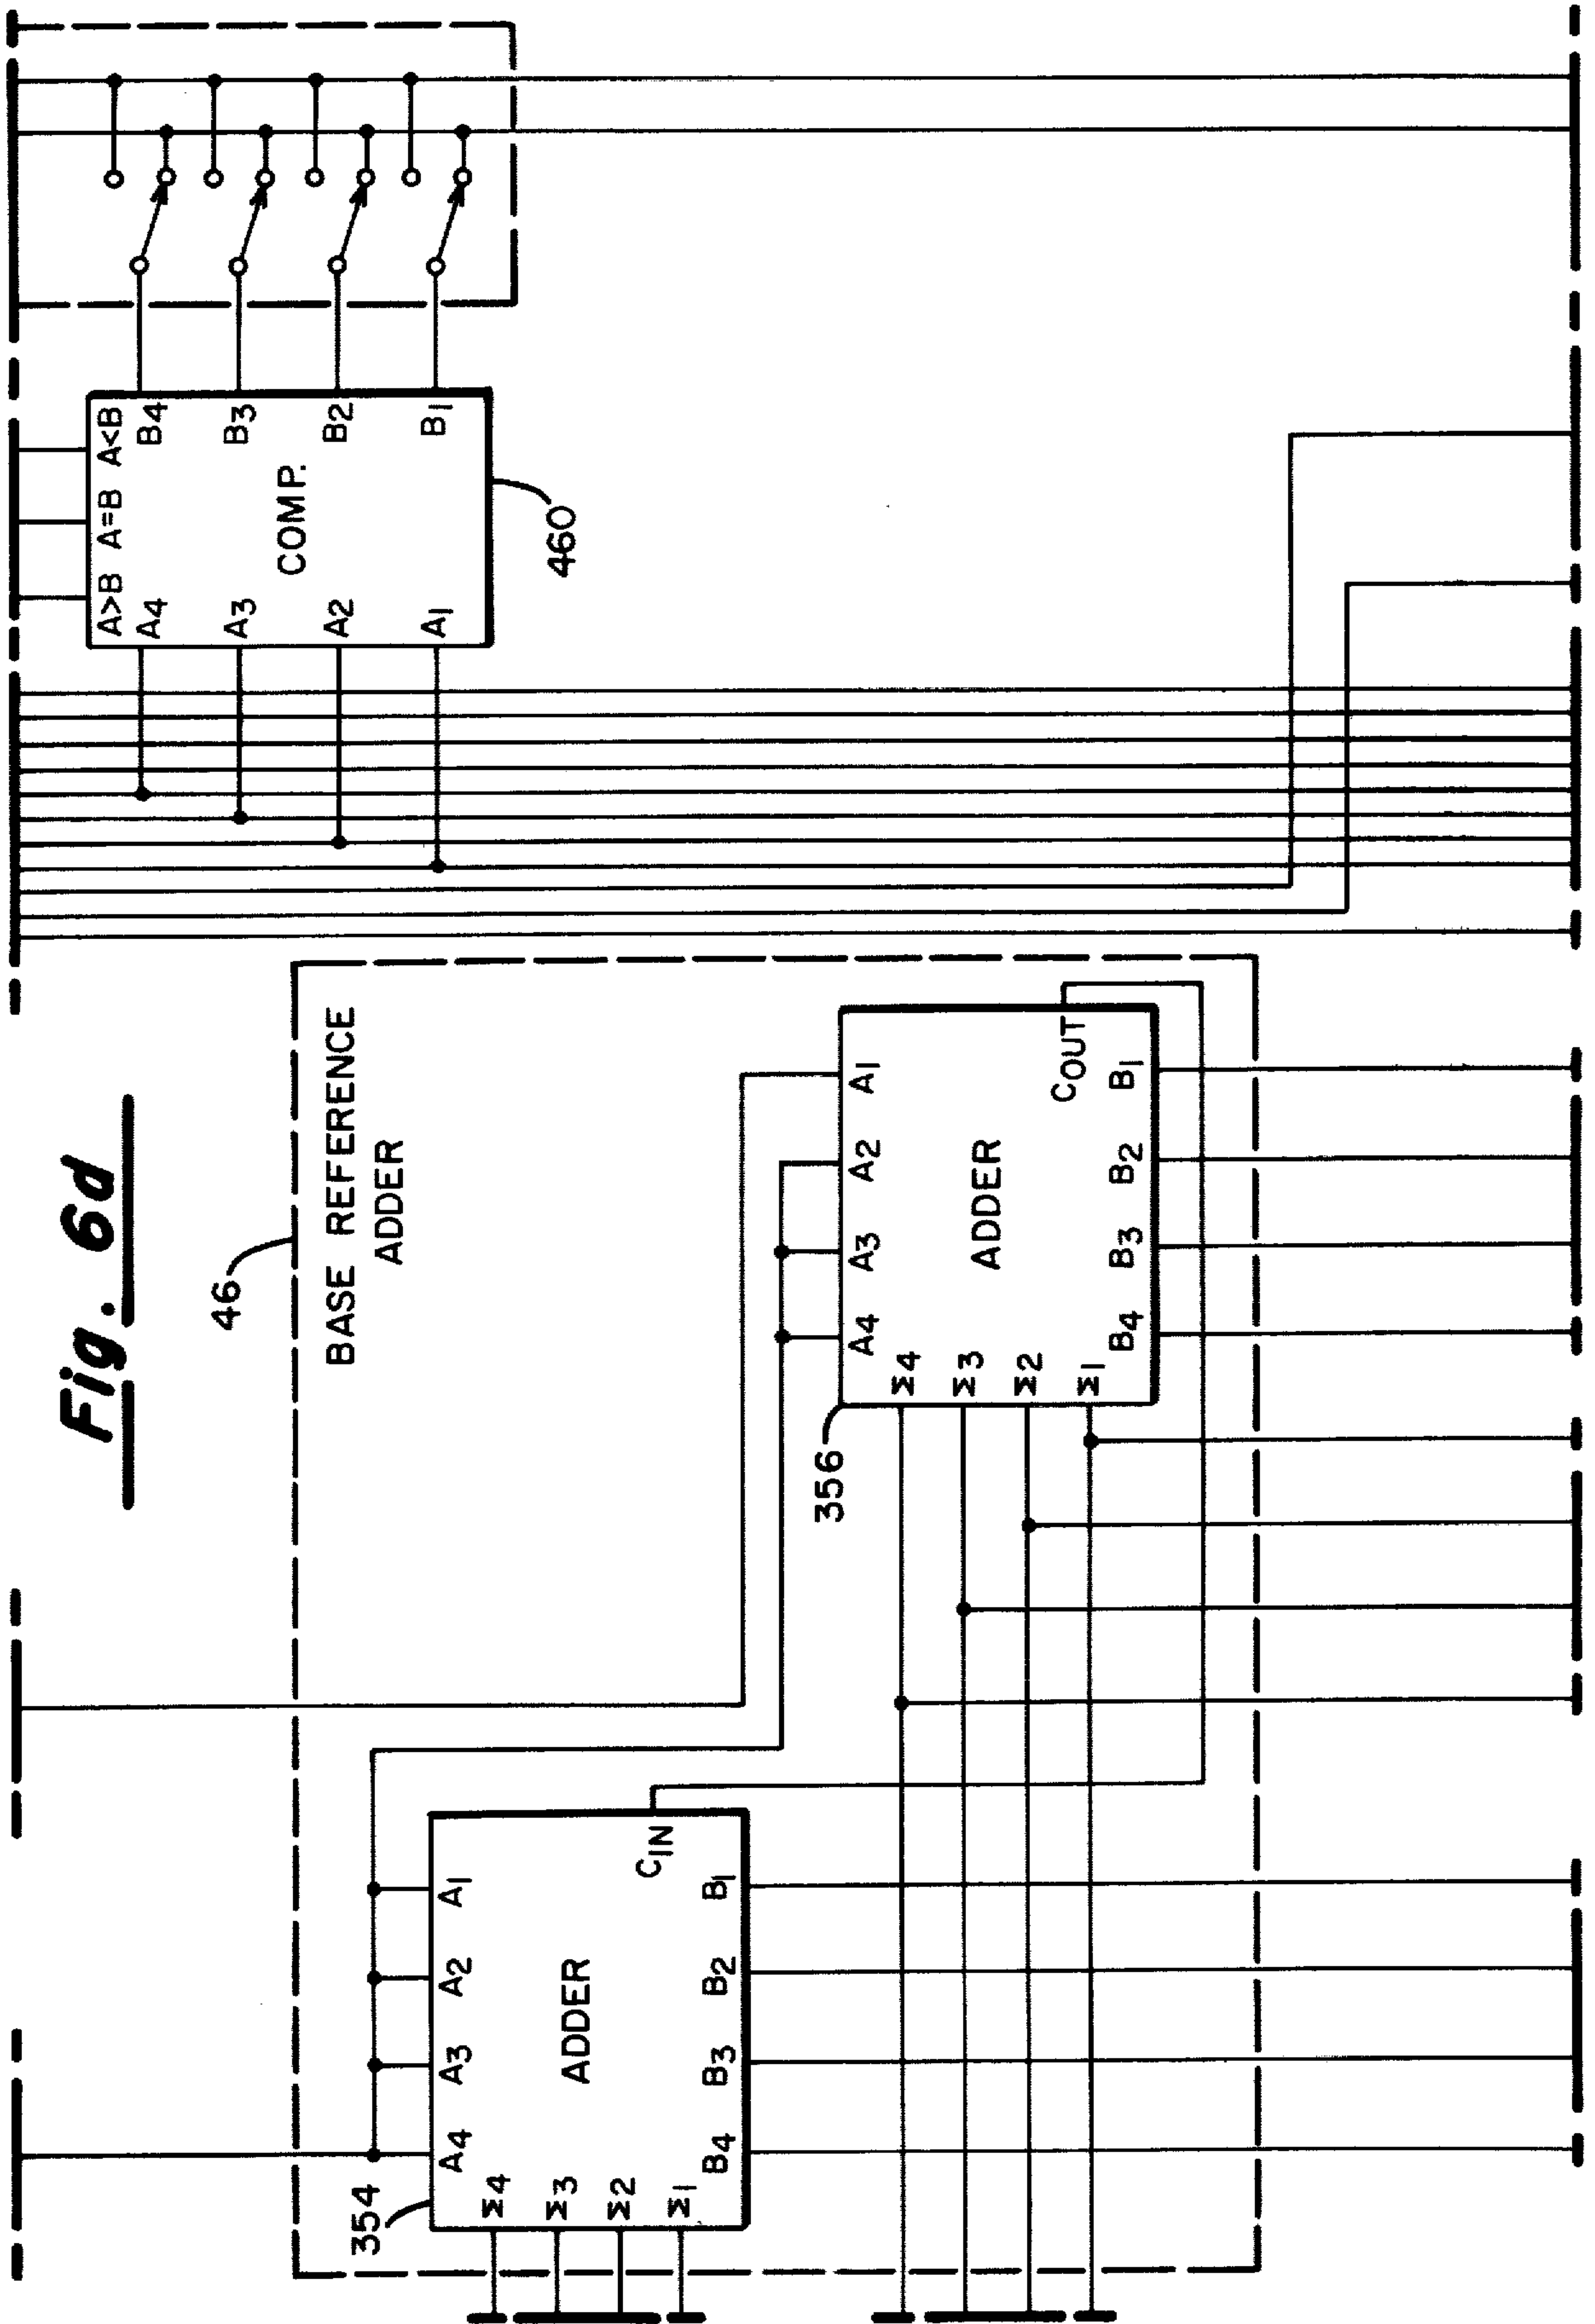 Fig. 6d
46
BASE REFERENCE
ADDER
354
A4 A3 A2 A1
Σ4
Σ3
Σ2
Σ1
ADDER
CIN
B4 B3 B2 B1
356
A4 A3 A2 A1
Σ4
Σ3
Σ2
Σ1
ADDER
COUT
B4 B3 B2 B1
A>B A=B A<B
A4 B4
A3 B3
COMP.
A2 B2
A1 B1
460